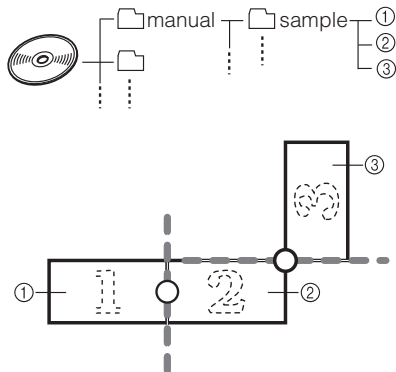 manual sample ①
②
③
③
3
① 1 2 ②